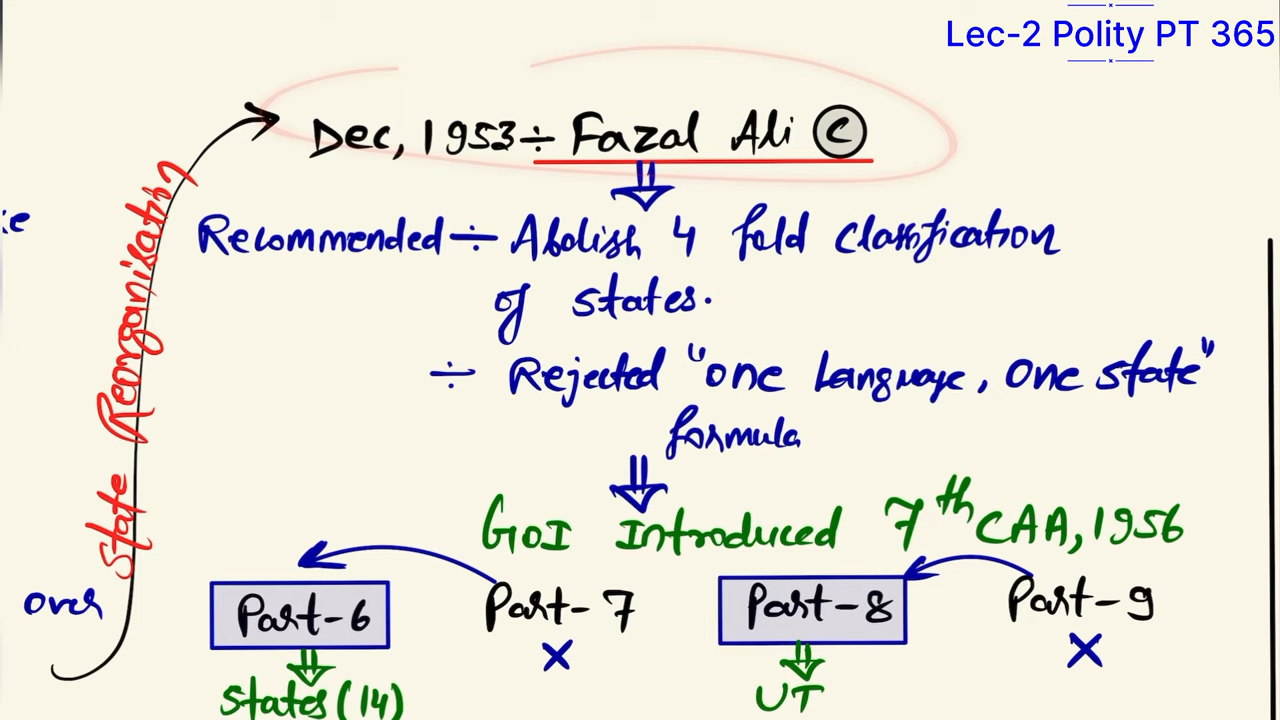 Lec-2 Polity PT 365
Dec, 1953 ÷ Fazal Ali C
Recommended ÷ Abolish 4 fold classification
of states.
÷ Rejected "one language, one state"
formula
GOI Introduced 7th CAA, 1956
Part-6 Part-7 Part-8 Part-9
X X
States (14) UT
State Reorganisation
over